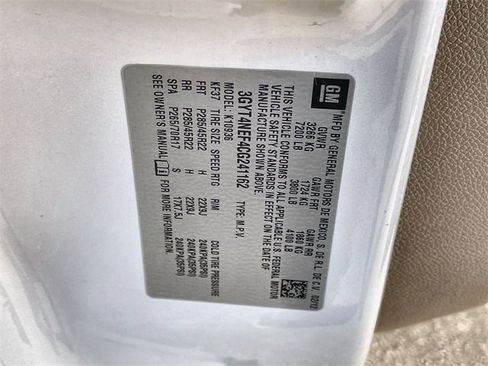 GM
MFD BY GENERAL MOTORS DE MEXICO, S. DE R.L. DE C.V. 02/12
GVWR GAWR FRT GAWR RR
3266 KG 1724 KG 1860 KG
7200 LB 3800 LB 4100 LB
THIS VEHICLE CONFORMS TO ALL APPLICABLE U.S. FEDERAL MOTOR
VEHICLE SAFETY STANDARDS IN EFFECT ON THE DATE OF
MANUFACTURE SHOWN ABOVE.
3GYT4NEF4CG241162 TYPE: M.P.V.
MODEL: K10936
KF37 TIRE SIZE SPEED RTG RIM COLD TIRE PRESSURE
FRT P285/45R22 H 22X9J 240KPA(35PSI)
RR P285/45R22 H 22X9J 240KPA(35PSI)
SPA P265/70R17 S 17X7.5J 240KPA(35PSI)
SEE OWNER'S MANUAL FOR ADDITIONAL INFORMATION.